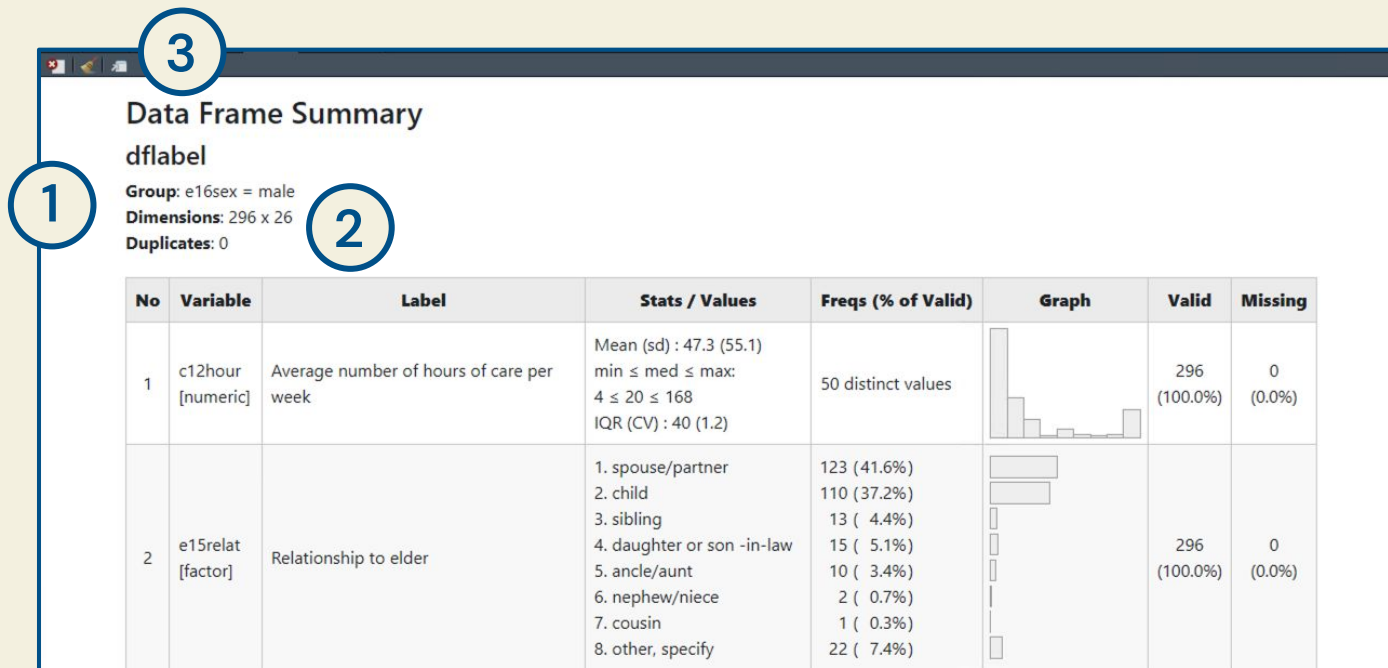 3
Data Frame Summary
dflabel
1
Group: e16sex = male
Dimensions: 296 x 26
2
Duplicates: 0
No Variable Label Stats / Values Freqs (% of Valid) Graph Valid Missing
1
c12hour
[numeric]
Average number of hours of care per
week
Mean (sd) : 47.3 (55.1)
min ≤ med ≤ max:
4 ≤ 20 ≤ 168
IQR (CV) : 40 (1.2)
50 distinct values
296
(100.0%)
0
(0.0%)
2
e15relat
[factor]
Relationship to elder
1. spouse/partner
2. child
3. sibling
4. daughter or son -in-law
5. ancle/aunt
6. nephew/niece
7. cousin
8. other, specify
123 (41.6%)
110 (37.2%)
13 ( 4.4%)
15 ( 5.1%)
10 ( 3.4%)
2 ( 0.7%)
1 ( 0.3%)
22 ( 7.4%)
296
(100.0%)
0
(0.0%)